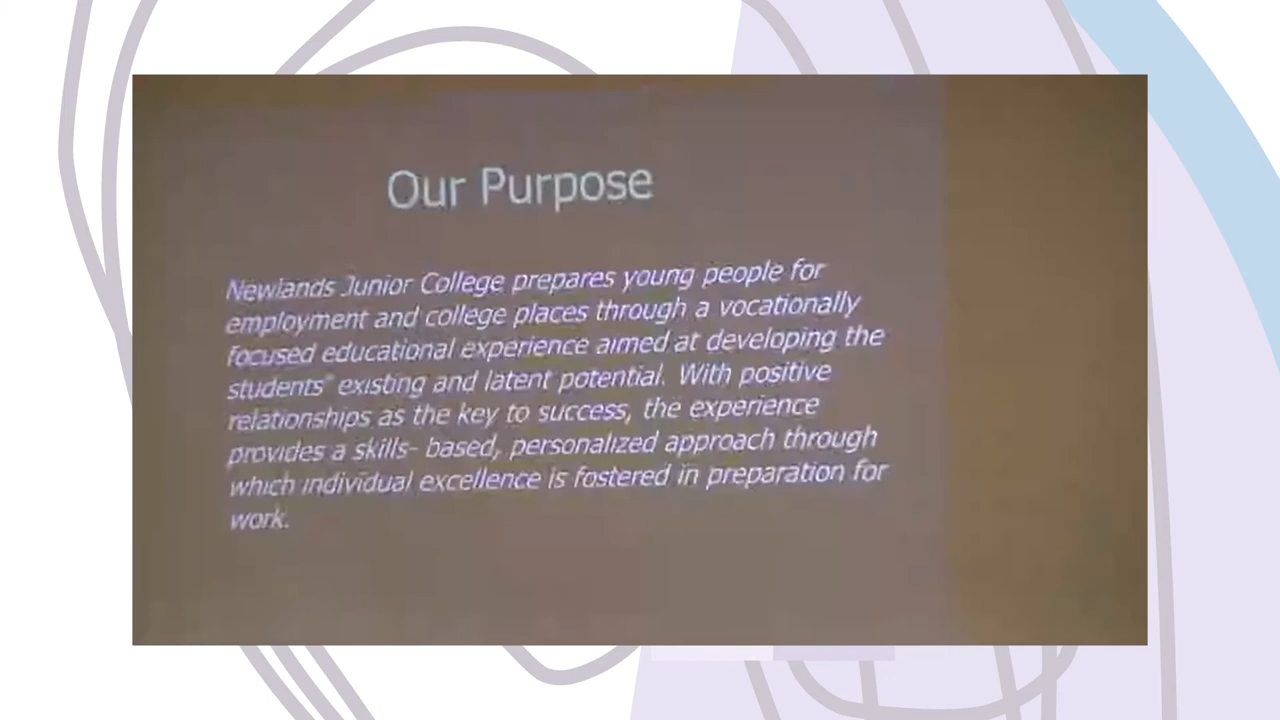 Our Purpose
Newlands Junior College prepares young people for
employment and college places through a vocationally
focused educational experience aimed at developing the
students' existing and latent potential. With positive
relationships as the key to success, the experience
provides a skills- based, personalized approach through
which individual excellence is fostered in preparation for
work.